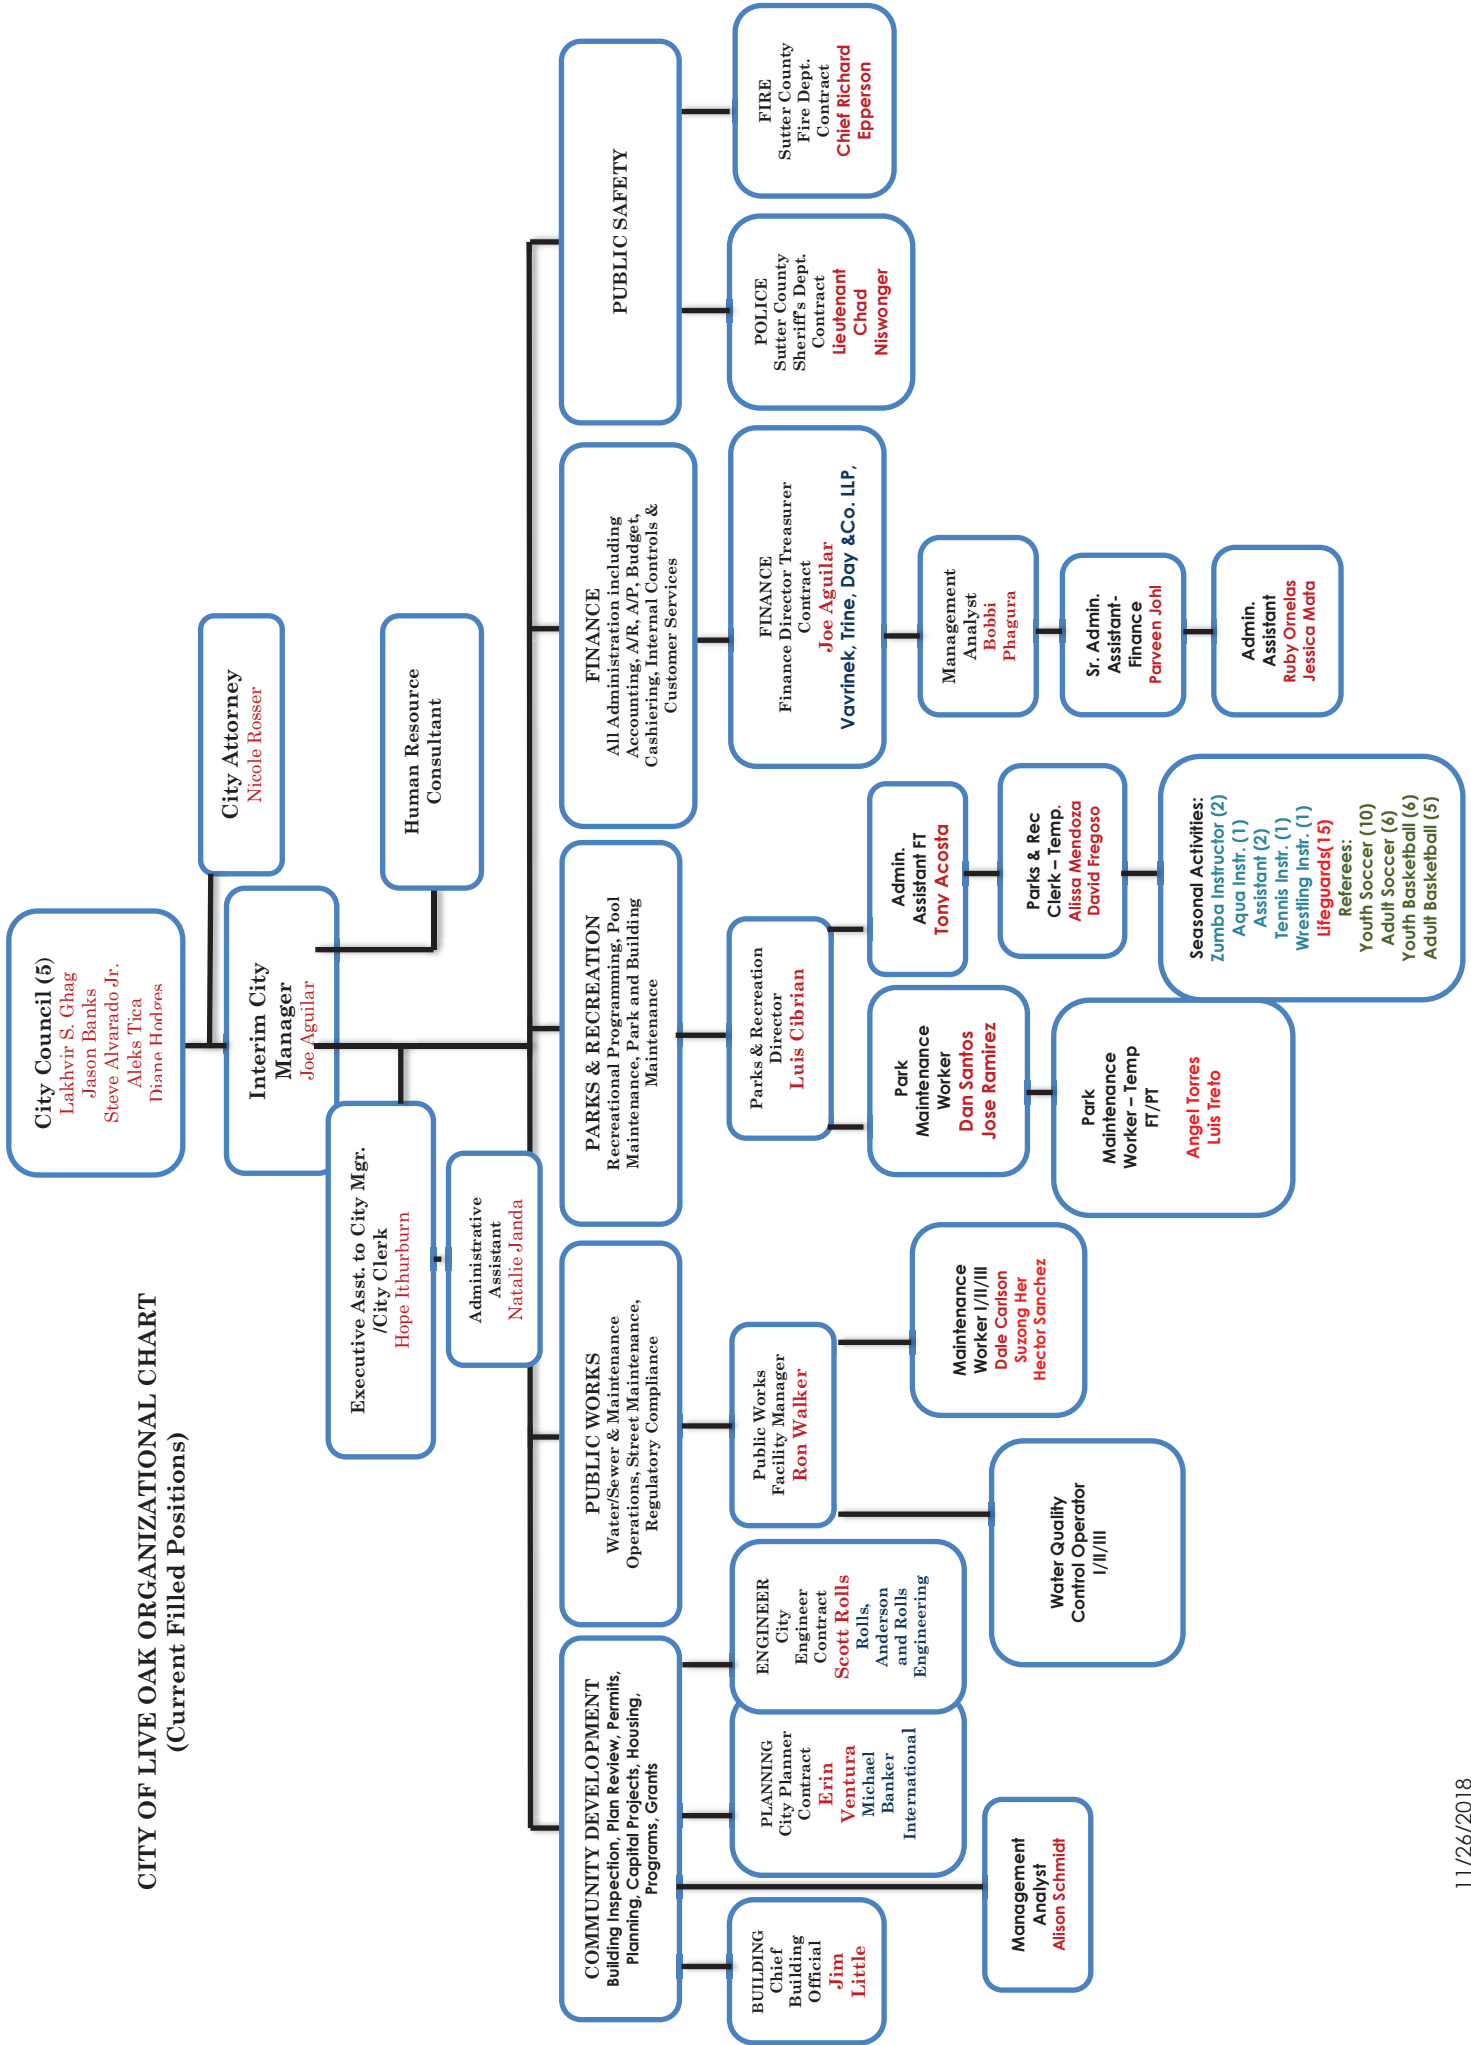 CITY OF LIVE OAK ORGANIZATIONAL CHART
(Current Filled Positions)
City Council (5)
Lakhvir S. Ghag
Jason Banks
Steve Alvarado Jr.
Aleks Tica
Diane Hodges
City Attorney
Nicole Rosser
Interim City
Manager
Joe Aguilar
Human Resource
Consultant
Executive Asst. to City Mgr.
/City Clerk
Hope Ithurburn
Administrative
Assistant
Natalie Janda
COMMUNITY DEVELOPMENT
Building Inspection, Plan Review, Permits,
Planning, Capital Projects, Housing,
Programs, Grants
PUBLIC WORKS
Water/Sewer & Maintenance
Operations, Street Maintenance,
Regulatory Compliance
PARKS & RECREATION
Recreational Programming, Pool
Maintenance, Park and Building
Maintenance
FINANCE
All Administration including
Accounting, A/R, A/P, Budget,
Cashiering, Internal Controls &
Customer Services
PUBLIC SAFETY
BUILDING
Chief
Building
Official
Jim
Little
PLANNING
City Planner
Contract
Erin
Ventura
Michael
Banker
International
ENGINEER
City
Engineer
Contract
Scott Rolls
Rolls,
Anderson
and Rolls
Engineering
Management
Analyst
Alison Schmidt
Public Works
Facility Manager
Ron Walker
Water Quality
Control Operator
I/II/III
Maintenance
Worker I/II/III
Dale Carlson
Suzong Her
Hector Sanchez
Parks & Recreation
Director
Luis Cibrian
Park
Maintenance
Worker
Dan Santos
Jose Ramirez
Park
Maintenance
Worker – Temp
FT/PT
Angel Torres
Luis Treto
Admin.
Assistant FT
Tony Acosta
Parks & Rec
Clerk – Temp.
Alissa Mendoza
David Fregoso
Seasonal Activities:
Zumba Instructor (2)
Aqua Instr. (1)
Assistant (2)
Tennis Instr. (1)
Wrestling Instr. (1)
Lifeguards(15)
Referees:
Youth Soccer (10)
Adult Soccer (6)
Youth Basketball (6)
Adult Basketball (5)
FINANCE
Finance Director Treasurer
Contract
Joe Aguilar
Vavrinek, Trine, Day &Co. LLP,
Management
Analyst
Bobbi
Phagura
Sr. Admin.
Assistant-
Finance
Parveen Johl
Admin.
Assistant
Ruby Ornelas
Jessica Mata
POLICE
Sutter County
Sheriff's Dept.
Contract
Lieutenant
Chad
Niswonger
FIRE
Sutter County
Fire Dept.
Contract
Chief Richard
Epperson
11/26/2018